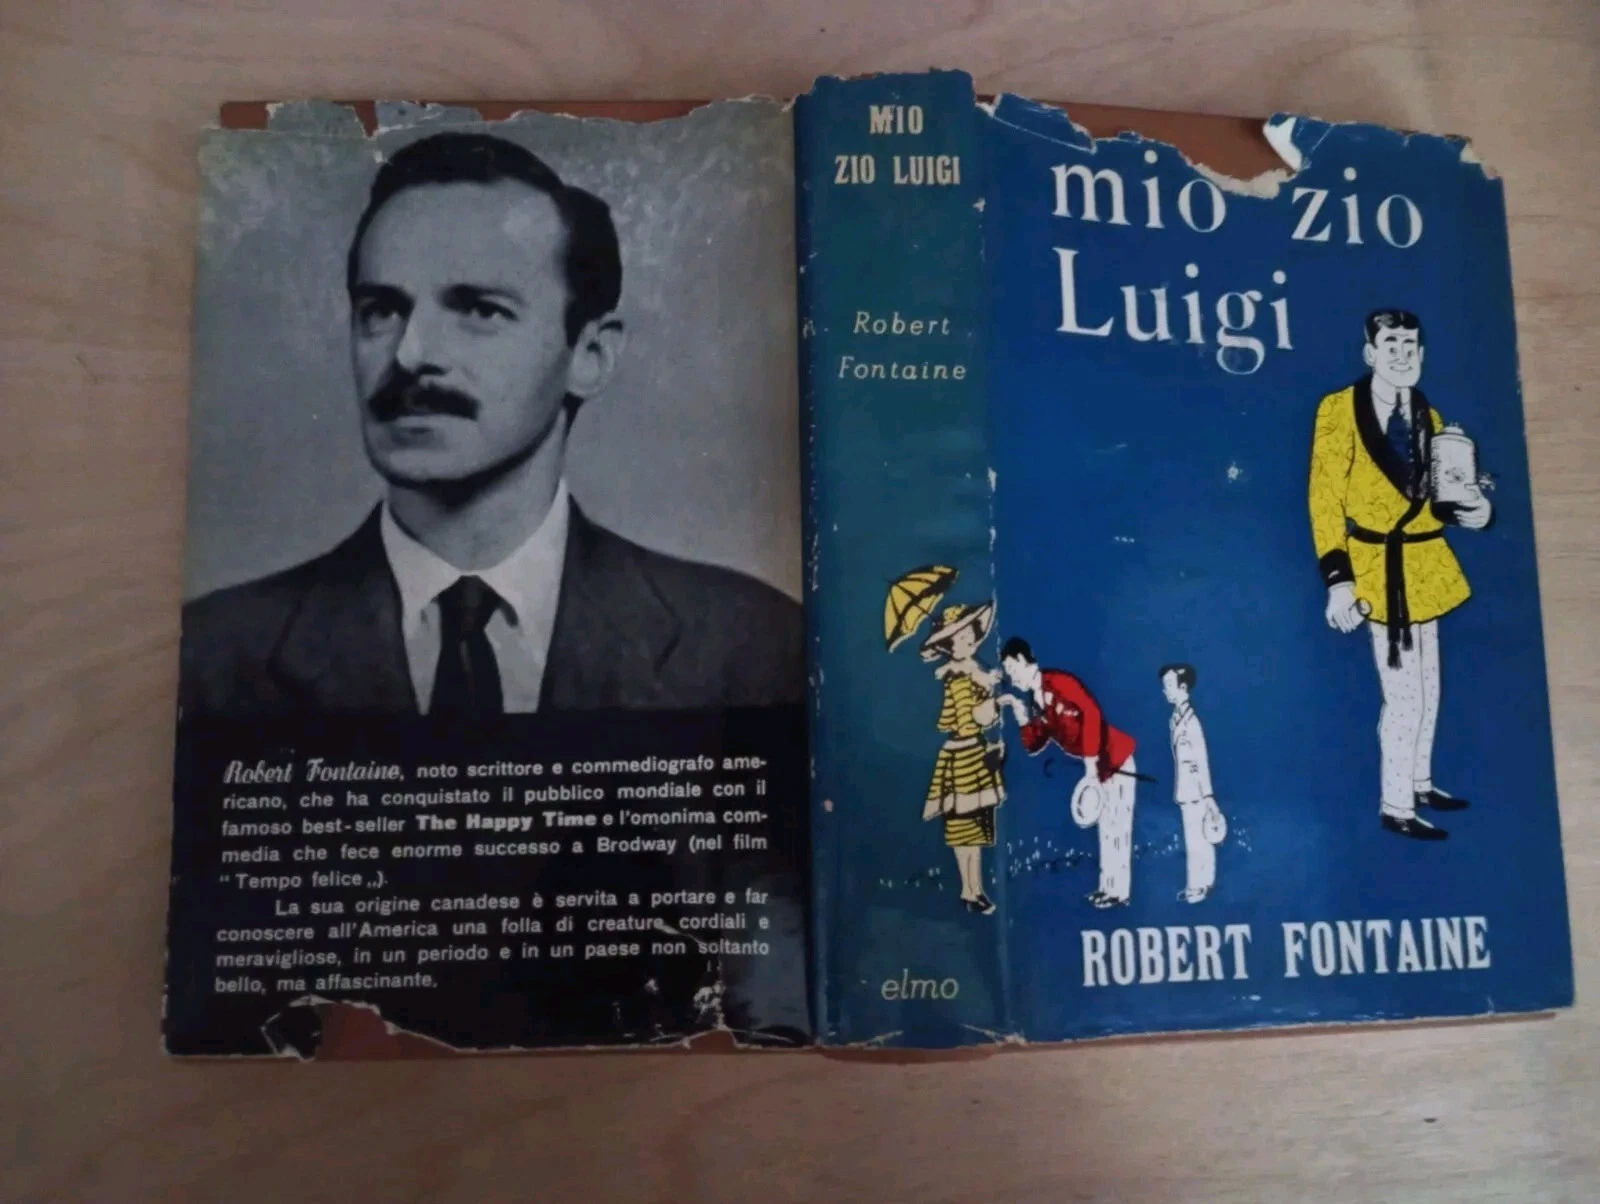 Robert Fontaine, noto scrittore e commediografo ame-
ricano, che ha conquistato il pubblico mondiale con il
famoso best-seller The Happy Time e l'omonima com-
media che fece enorme successo a Brodway (nel film
“ Tempo felice „).
La sua origine canadese è servita a portare e far
conoscere all'America una folla di creature cordiali e
meravigliose, in un periodo e in un paese non soltanto
bello, ma affascinante.
MIO
ZIO LUIGI
Robert
Fontaine
elmo
mio zio
Luigi
ROBERT FONTAINE